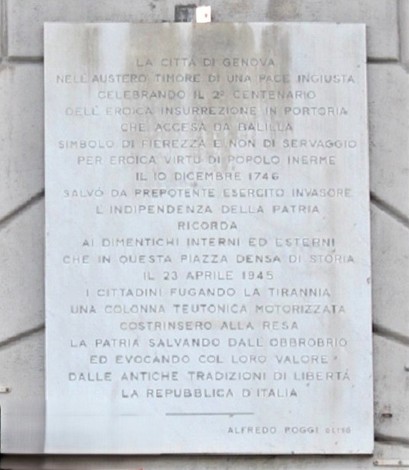 LA CITTÀ DI GENOVA
NELL'AUSTERO TIMORE DI UNA PACE INGIUSTA
CELEBRANDO IL 2º CENTENARIO
DELL'EROICA INSURREZIONE IN PORTORIA
CHE ACCESA DA BALILLA
SIMBOLO DI FIEREZZA E NON DI SERVAGGIO
PER EROICA VIRTÙ DI POPOLO INERME
IL 10 DICEMBRE 1746
SALVÒ DA PREPOTENTE ESERCITO INVASORE
L'INDIPENDENZA DELLA PATRIA
RICORDA
AI DIMENTICHI INTERNI ED ESTERNI
CHE IN QUESTA PIAZZA DENSA DI STORIA
IL 23 APRILE 1945
I CITTADINI FUGANDO LA TIRANNIA
UNA COLONNA TEUTONICA MOTORIZZATA
COSTRINSERO ALLA RESA
LA PATRIA SALVANDO DALL'OBBROBRIO
ED EVOCANDO COL LORO VALORE
DALLE ANTICHE TRADIZIONI DI LIBERTÀ
LA REPUBBLICA D'ITALIA
ALFREDO POGGI